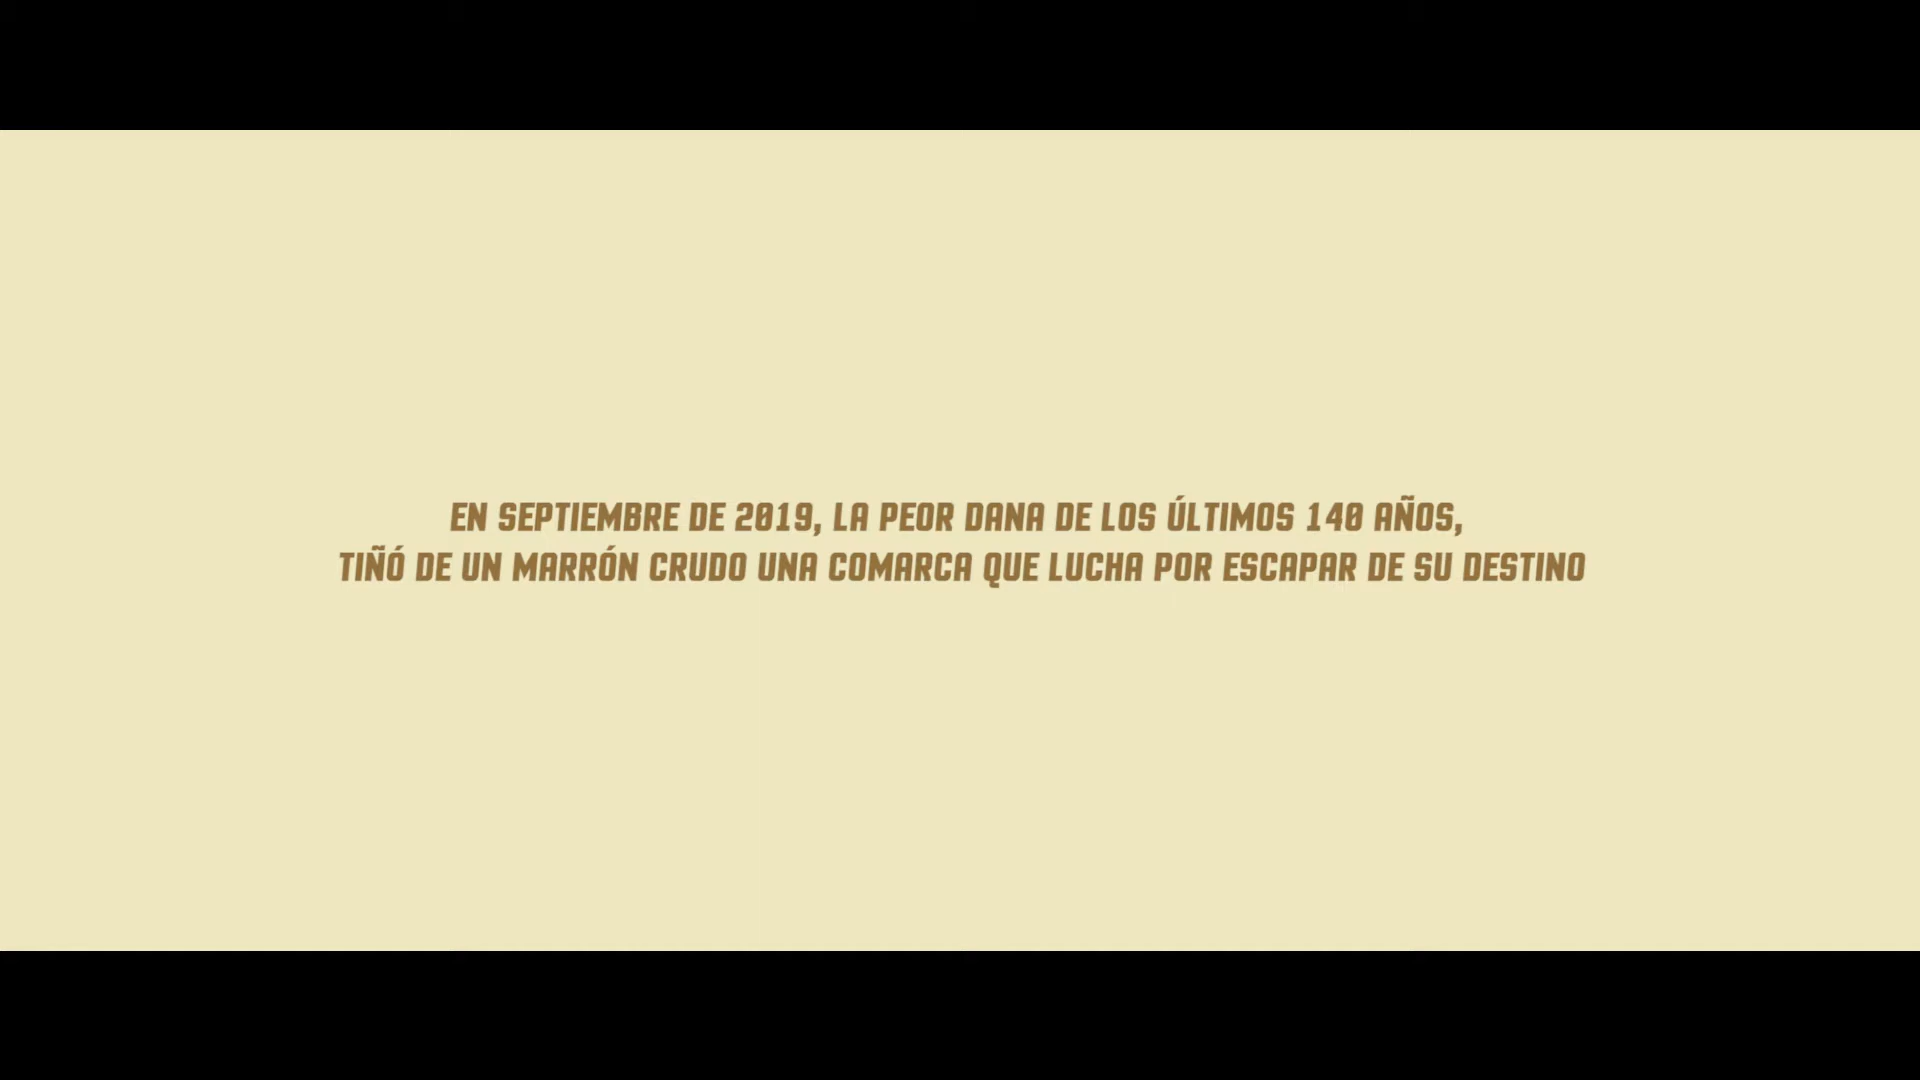 EN SEPTIEMBRE DE 2019, LA PEOR DANA DE LOS ÚLTIMOS 140 AÑOS,
TIÑÓ DE UN MARRÓN CRUDO UNA COMARCA QUE LUCHA POR ESCAPAR DE SU DESTINO